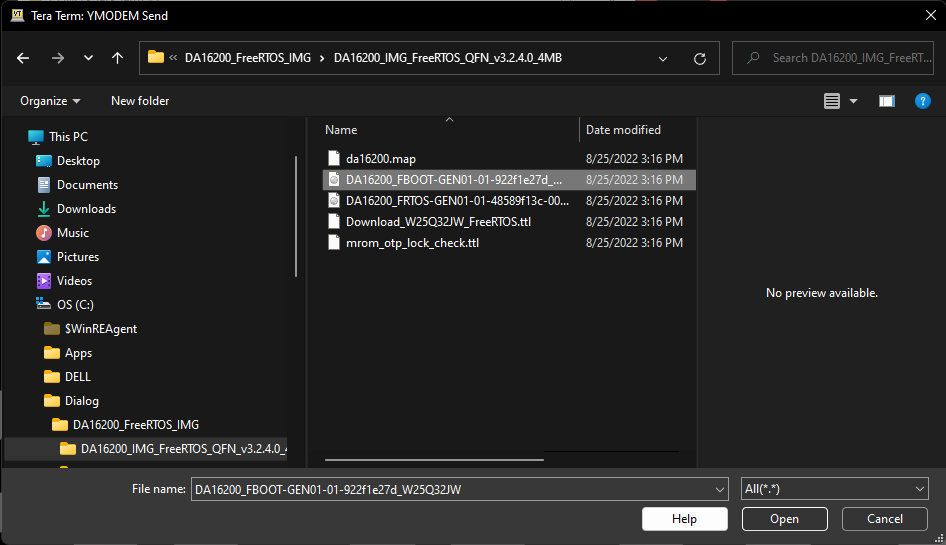 VT Tera Term: YMODEM Send
« DA16200_FreeRTOS_IMG › DA16200_IMG_FreeRTOS_QFN_v3.2.4.0_4MB
Search DA16200_IMG_FreeRT...
Organize
New folder
?
This PC
Desktop
Documents
Downloads
Music
Pictures
Videos
OS (C:)
$WinREAgent
Apps
DELL
Dialog
DA16200_FreeRTOS_IMG
DA16200_IMG_FreeRTOS_QFN_v3.2.4.0_4
Name Date modified
da16200.map 8/25/2022 3:16 PM
DA16200_FBOOT-GEN01-01-922f1e27d_... 8/25/2022 3:16 PM
DA16200_FRTOS-GEN01-01-48589f13c-00... 8/25/2022 3:16 PM
Download_W25Q32JW_FreeRTOS.ttl 8/25/2022 3:16 PM
mrom_otp_lock_check.ttl 8/25/2022 3:16 PM
No preview available.
File name: DA16200_FBOOT-GEN01-01-922f1e27d_W25Q32JW
All(*.*)
Help Open Cancel